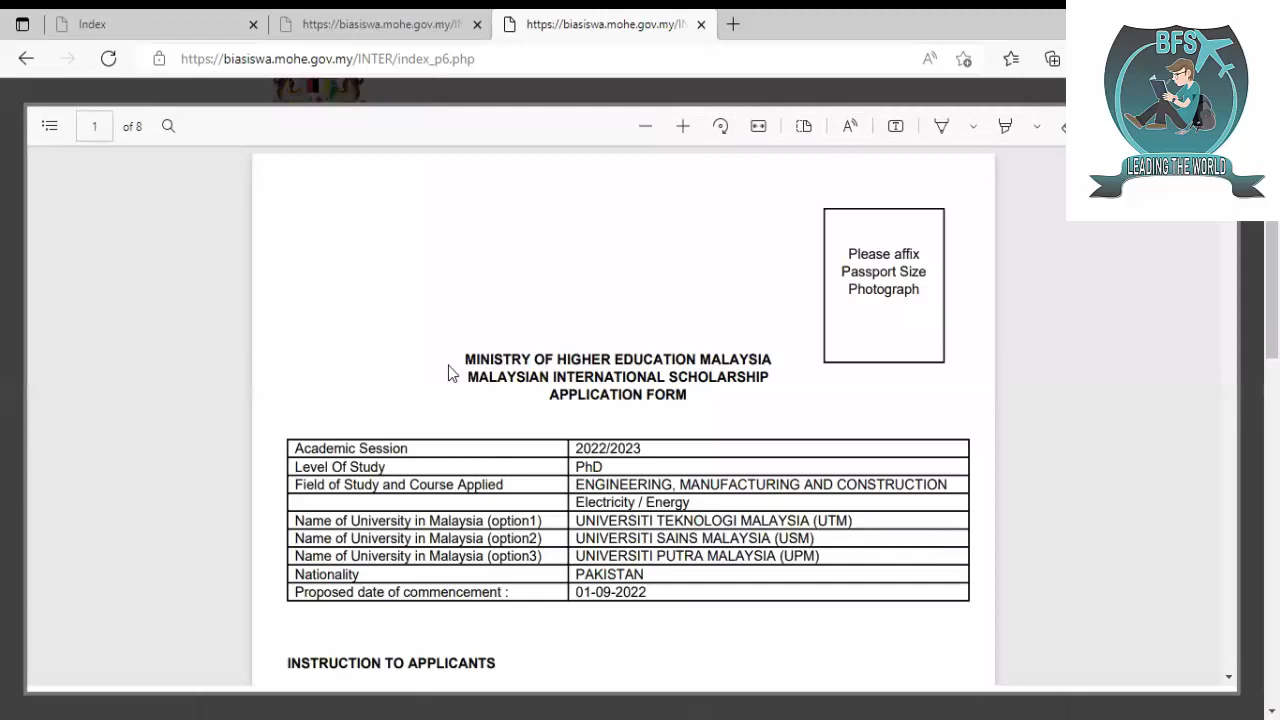 Index
https://biasiswa.mohe.gov.my/IN
https://biasiswa.mohe.gov.my/IN
https://biasiswa.mohe.gov.my/INTER/index_p6.php
BFS
LEADING THE WORLD
1 of 8
Please affix
Passport Size
Photograph
MINISTRY OF HIGHER EDUCATION MALAYSIA
MALAYSIAN INTERNATIONAL SCHOLARSHIP
APPLICATION FORM
Academic Session 2022/2023
Level Of Study PhD
Field of Study and Course Applied ENGINEERING, MANUFACTURING AND CONSTRUCTION
Electricity / Energy
Name of University in Malaysia (option1) UNIVERSITI TEKNOLOGI MALAYSIA (UTM)
Name of University in Malaysia (option2) UNIVERSITI SAINS MALAYSIA (USM)
Name of University in Malaysia (option3) UNIVERSITI PUTRA MALAYSIA (UPM)
Nationality PAKISTAN
Proposed date of commencement : 01-09-2022
INSTRUCTION TO APPLICANTS